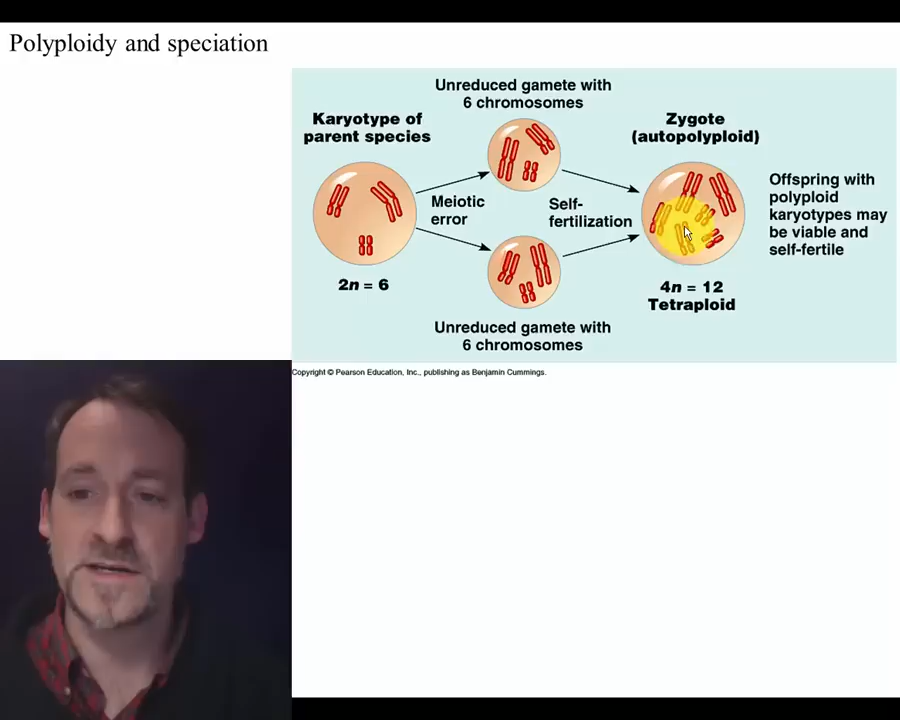 Polyploidy and speciation
Unreduced gamete with
6 chromosomes
Karyotype of
parent species
Zygote
(autopolyploid)
Meiotic
error
Self-
fertilization
Offspring with
polyploid
karyotypes may
be viable and
self-fertile
2n = 6
4n = 12
Tetraploid
Unreduced gamete with
6 chromosomes
Copyright © Pearson Education, Inc., publishing as Benjamin Cummings.